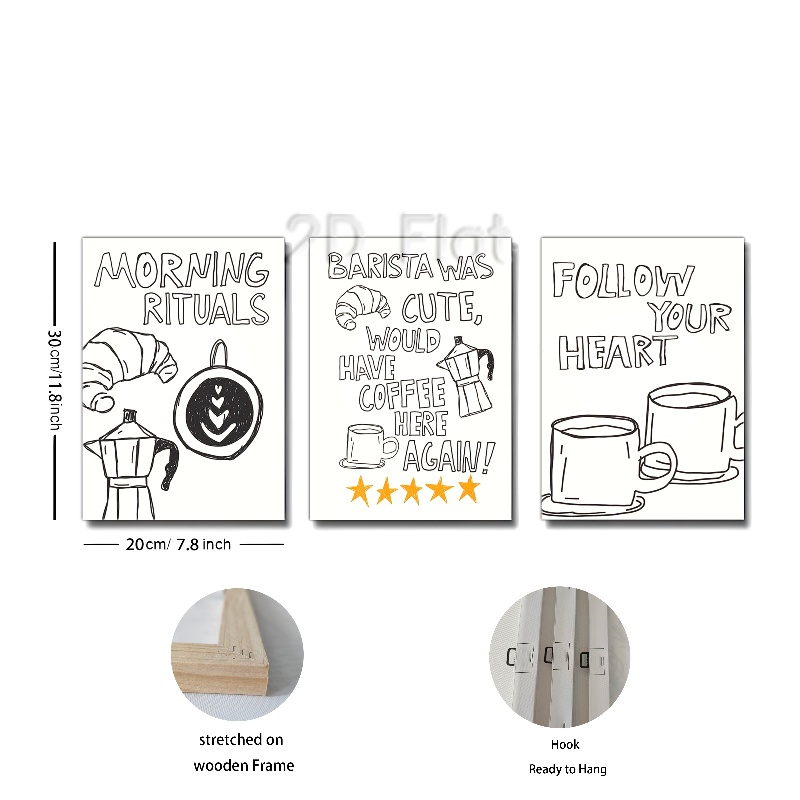 2D Flat
MORNING
RITUALS
BARISTA WAS
CUTE,
WOULD
HAVE
COFFEE
HERE
AGAIN!
FOLLOW
YOUR
HEART
30cm/11.8inch
20cm/ 7.8 inch
stretched on
wooden Frame
Hook
Ready to Hang